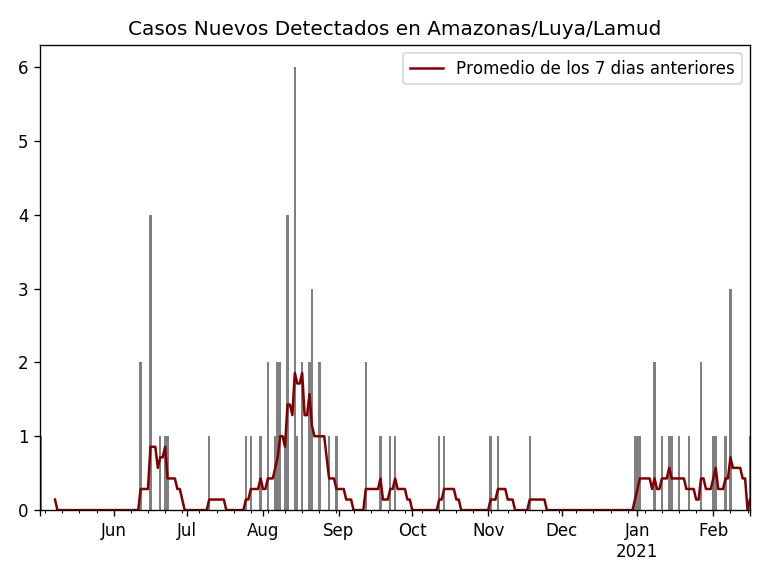 Casos Nuevos Detectados en Amazonas/Luya/Lamud
Promedio de los 7 dias anteriores
6
5
4
3
2
1
0
Jun Jul Aug Sep Oct Nov Dec Jan Feb
2021